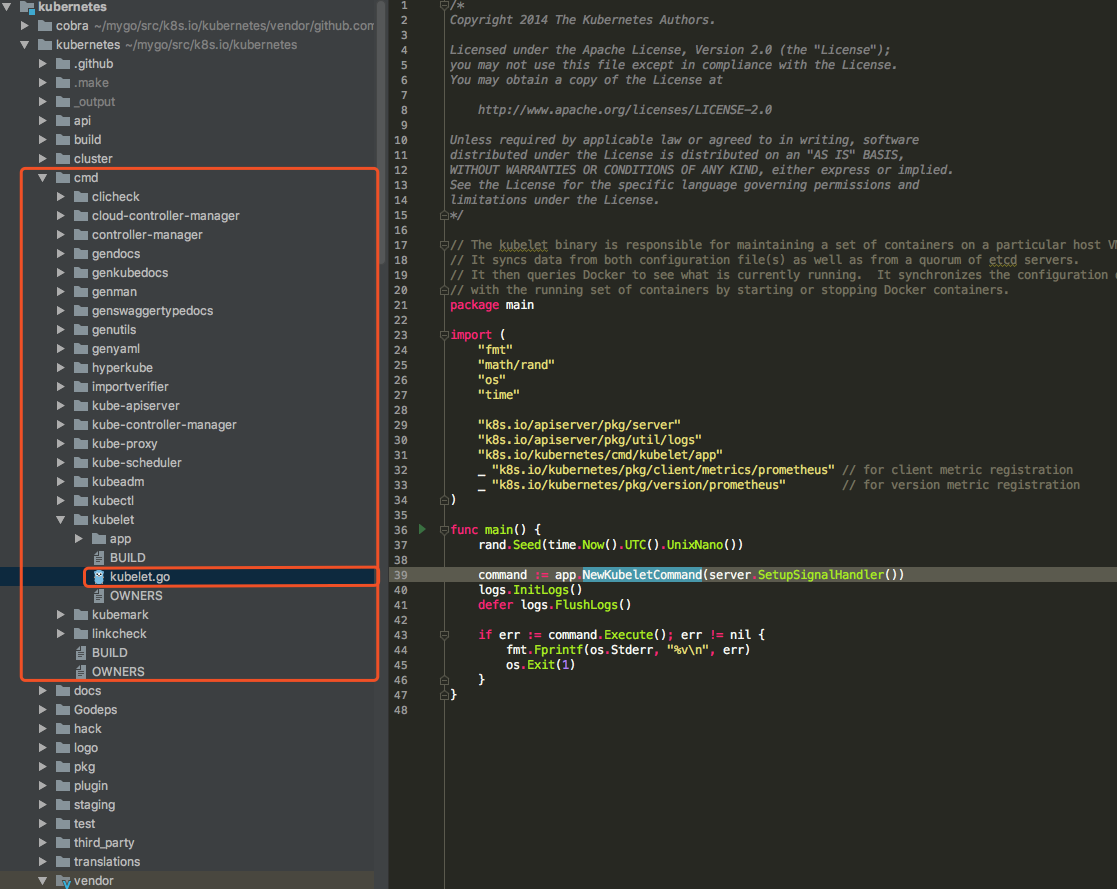 kubernetes
cobra ~/mygo/src/k8s.io/kubernetes/vendor/github.com
kubernetes ~/mygo/src/k8s.io/kubernetes
.github
.make
_output
api
build
cluster
cmd
clicheck
cloud-controller-manager
controller-manager
gendocs
genkubedocs
genman
genswaggertypedocs
genutils
genyaml
hyperkube
importverifier
kube-apiserver
kube-controller-manager
kube-proxy
kube-scheduler
kubeadm
kubectl
kubelet
app
BUILD
kubelet.go
OWNERS
kubemark
linkcheck
BUILD
OWNERS
docs
Godeps
hack
logo
pkg
plugin
staging
test
third_party
translations
vendor
1 /*
2 Copyright 2014 The Kubernetes Authors.
3
4 Licensed under the Apache License, Version 2.0 (the "License");
5 you may not use this file except in compliance with the License.
6 You may obtain a copy of the License at
7
8     http://www.apache.org/licenses/LICENSE-2.0
9
10 Unless required by applicable law or agreed to in writing, software
11 distributed under the License is distributed on an "AS IS" BASIS,
12 WITHOUT WARRANTIES OR CONDITIONS OF ANY KIND, either express or implied.
13 See the License for the specific language governing permissions and
14 limitations under the License.
15 */
16
17 // The kubelet binary is responsible for maintaining a set of containers on a particular host V
18 // It syncs data from both configuration file(s) as well as from a quorum of etcd servers.
19 // It then queries Docker to see what is currently running.  It synchronizes the configuration
20 // with the running set of containers by starting or stopping Docker containers.
21 package main
22
23 import (
24     "fmt"
25     "math/rand"
26     "os"
27     "time"
28
29     "k8s.io/apiserver/pkg/server"
30     "k8s.io/apiserver/pkg/util/logs"
31     "k8s.io/kubernetes/cmd/kubelet/app"
32     _ "k8s.io/kubernetes/pkg/client/metrics/prometheus" // for client metric registration
33     _ "k8s.io/kubernetes/pkg/version/prometheus"        // for version metric registration
34 )
35
36 func main() {
37     rand.Seed(time.Now().UTC().UnixNano())
38
39     command := app.NewKubeletCommand(server.SetupSignalHandler())
40     logs.InitLogs()
41     defer logs.FlushLogs()
42
43     if err := command.Execute(); err != nil {
44         fmt.Fprintf(os.Stderr, "%v\n", err)
45         os.Exit(1)
46     }
47 }
48